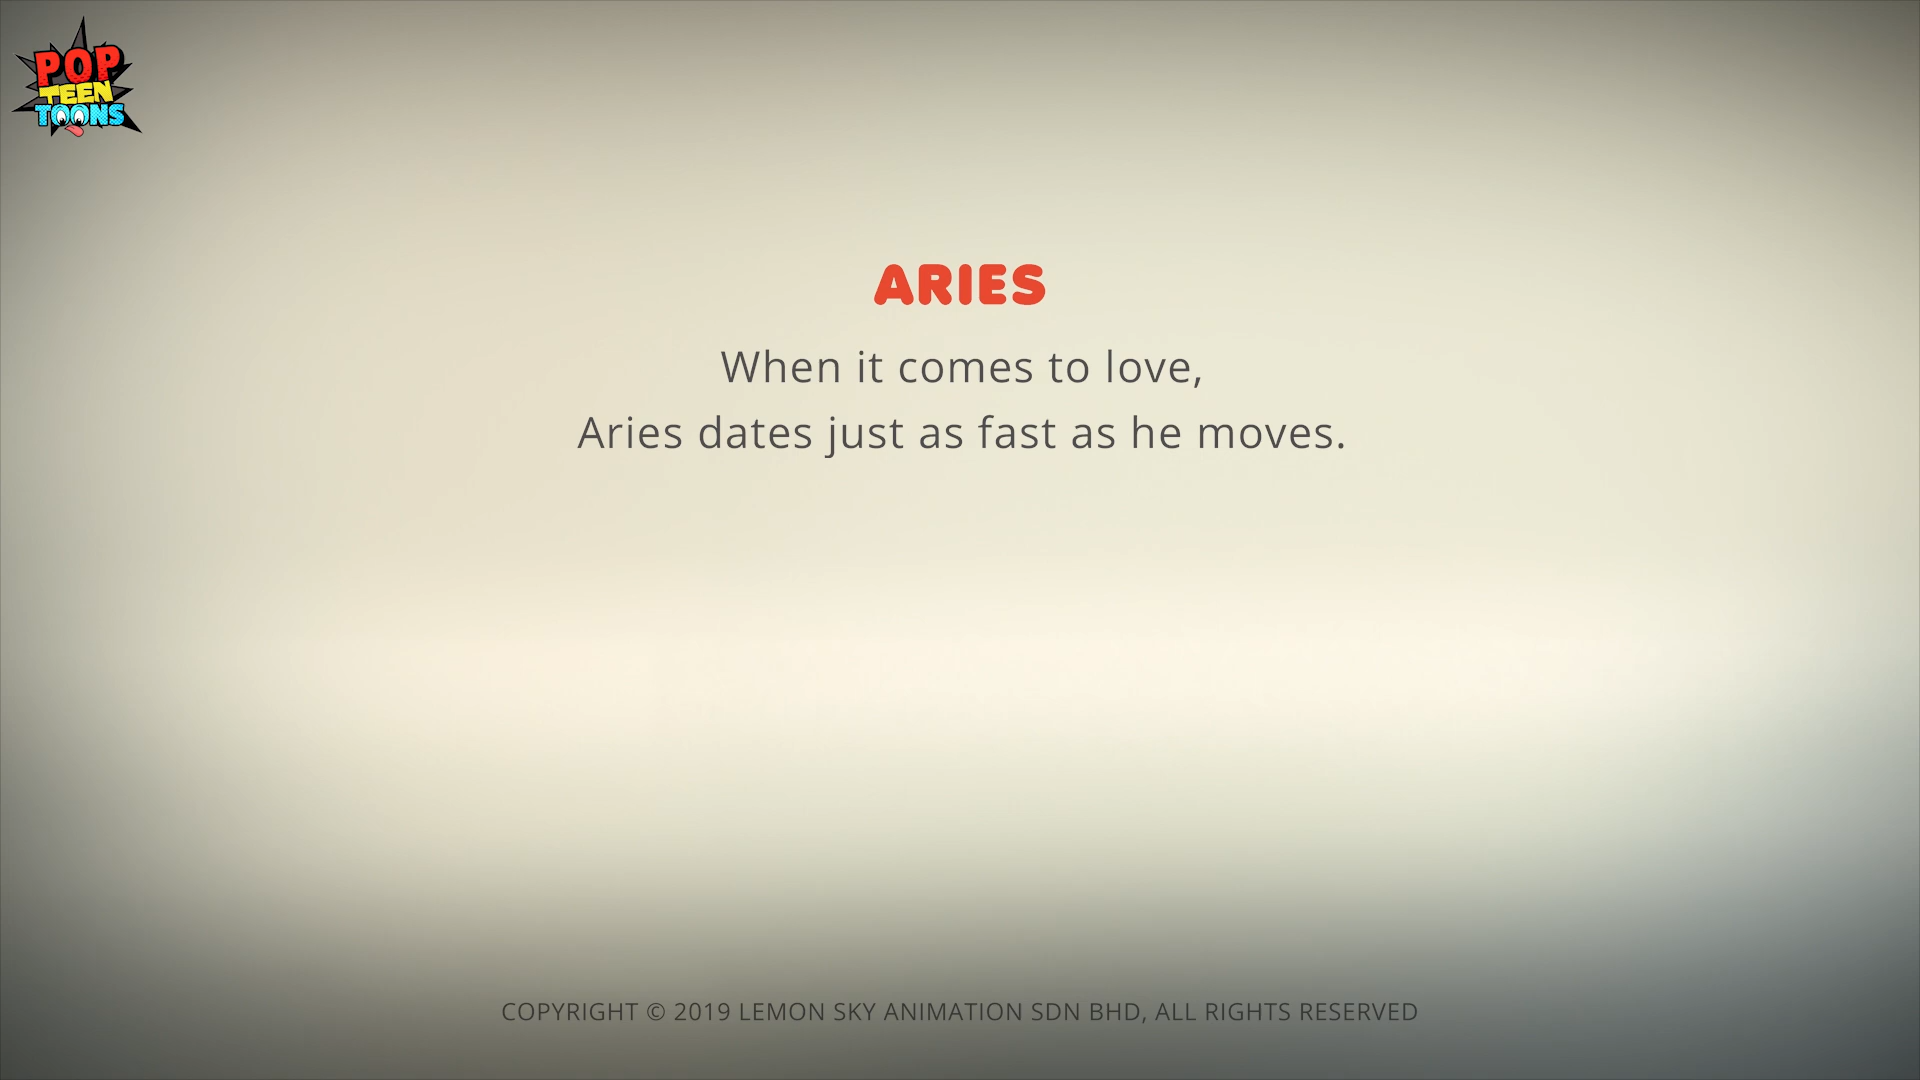 POP
TEEN
TOONS
ARIES
When it comes to love,
Aries dates just as fast as he moves.
COPYRIGHT © 2019 LEMON SKY ANIMATION SDN BHD, ALL RIGHTS RESERVED